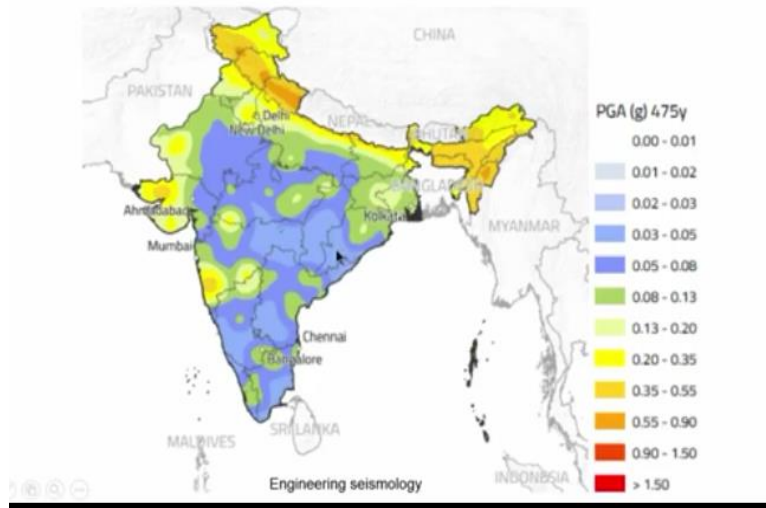 CHINA
PAKISTAN
Delhi
New Delhi
NEPAL
BHUTAN
BANGLADESH
Ahmadabad
Kolkata
MYANMAR
Mumbai
Chennai
Bangalore
SRI LANKA
MALDIVES
INDONESIA
Engineering seismology
PGA (g) 475y
0.00 - 0.01
0.01 - 0.02
0.02 - 0.03
0.03 - 0.05
0.05 - 0.08
0.08 - 0.13
0.13 - 0.20
0.20 - 0.35
0.35 - 0.55
0.55 - 0.90
0.90 - 1.50
> 1.50